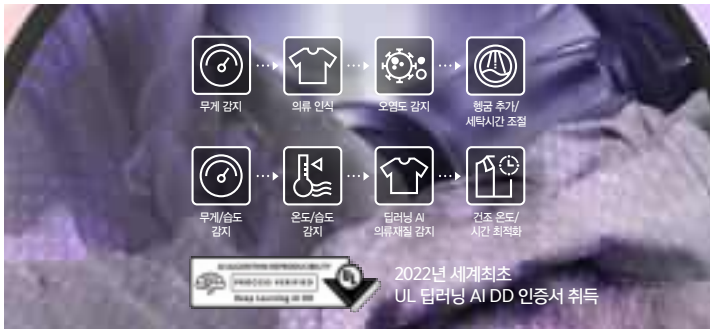 무게 감지
의류 인식
오염도 감지
헹굼 추가/
세탁시간 조절
무게/습도
감지
온도/습도
감지
딥러닝 AI
의류재질 감지
건조 온도/
시간 최적화
AI ALGORITHM REPRODUCIBILITY
PROCESS VERIFIED
Deep Learning AI DD
UL
2022년 세계최초
UL 딥러닝 AI DD 인증서 취득